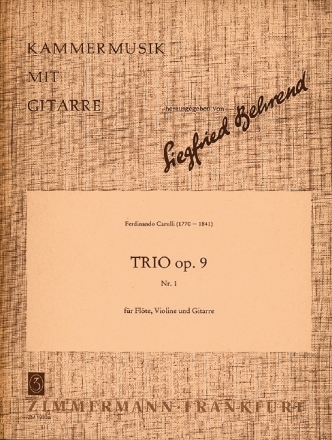 KAMMERMUSIK
MIT
GITARRE
herausgegeben von
Siegfried Behrend
Ferdinando Carulli (1770 – 1841)
TRIO op. 9
Nr. 1
für Flöte, Violine und Gitarre
ZIMMERMANN · FRANKFURT